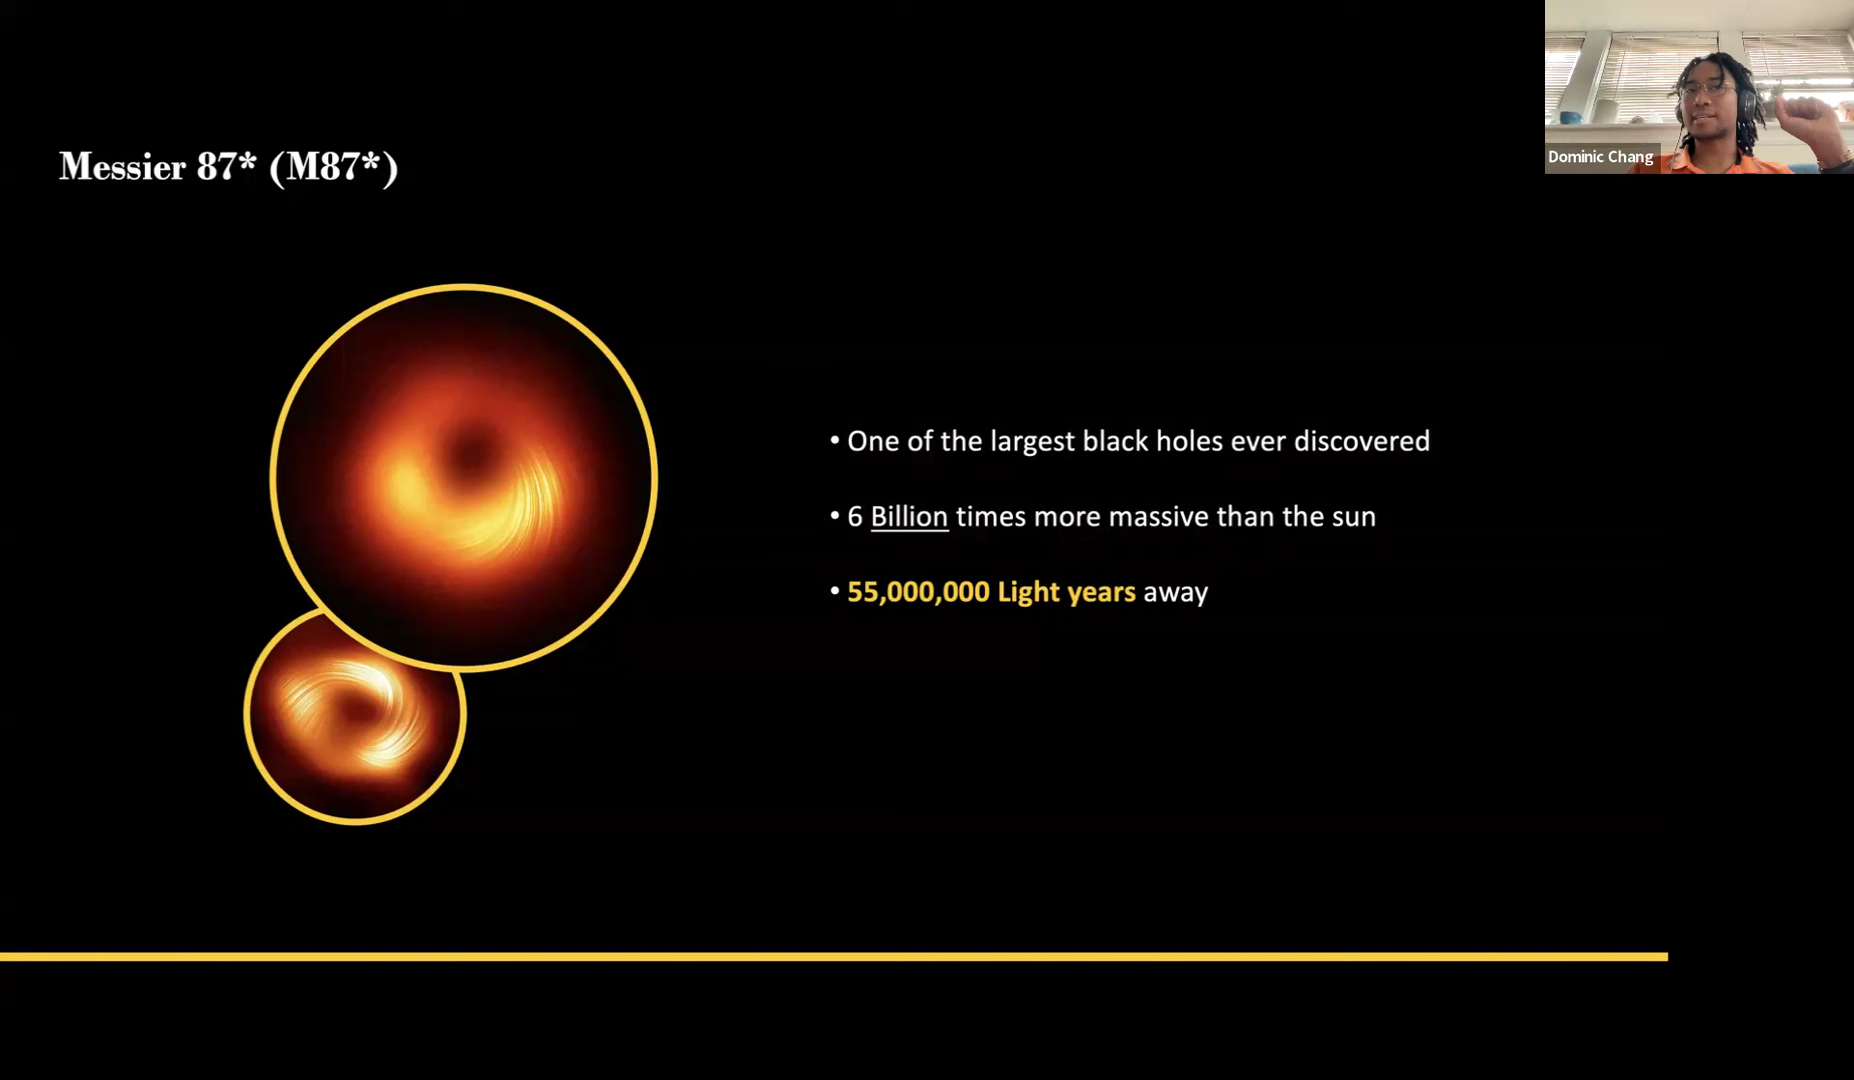 Dominic Chang
Messier 87* (M87*)
• One of the largest black holes ever discovered
• 6 Billion times more massive than the sun
• 55,000,000 Light years away